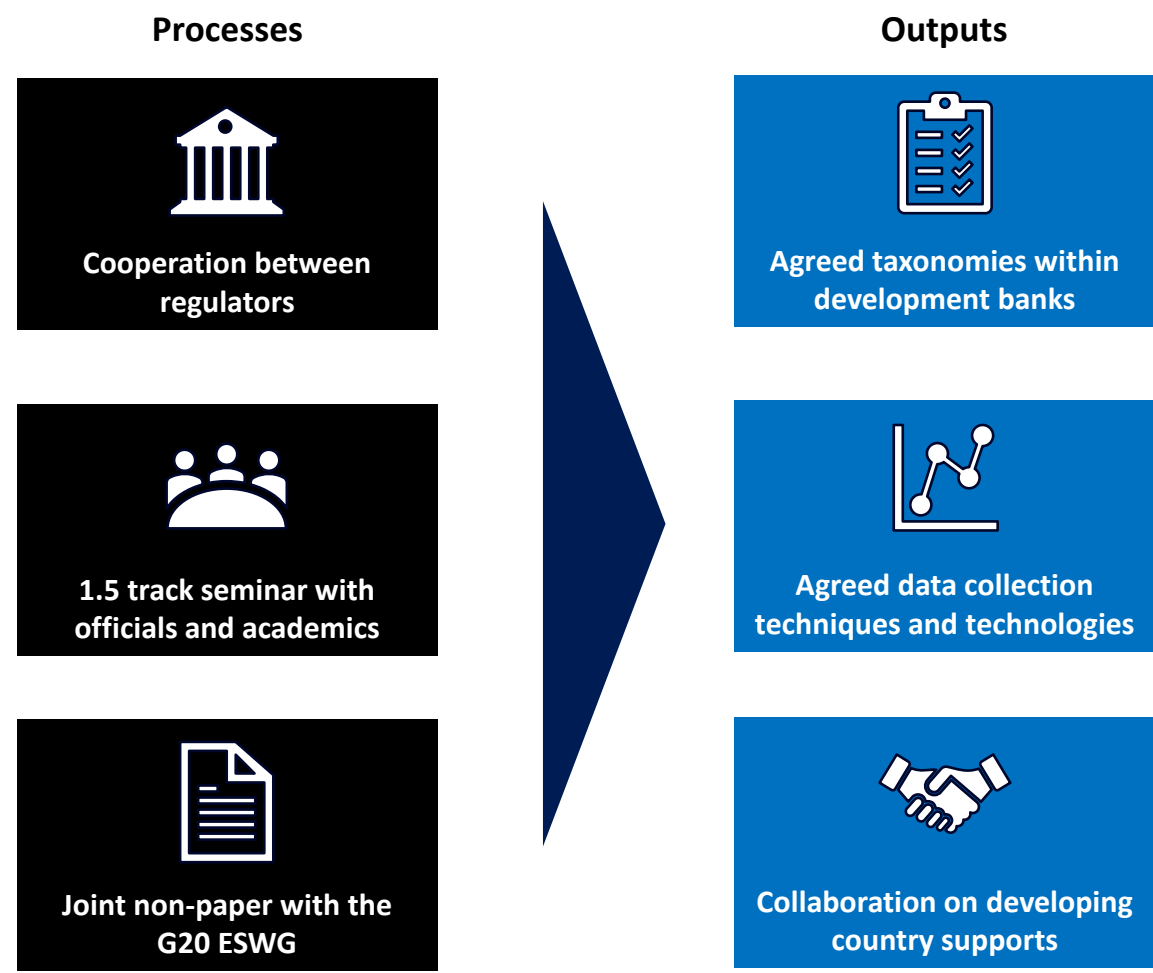 Processes
Outputs
Cooperation between
regulators
Agreed taxonomies within
development banks
1.5 track seminar with
officials and academics
Agreed data collection
techniques and technologies
Joint non-paper with the
G20 ESWG
Collaboration on developing
country supports